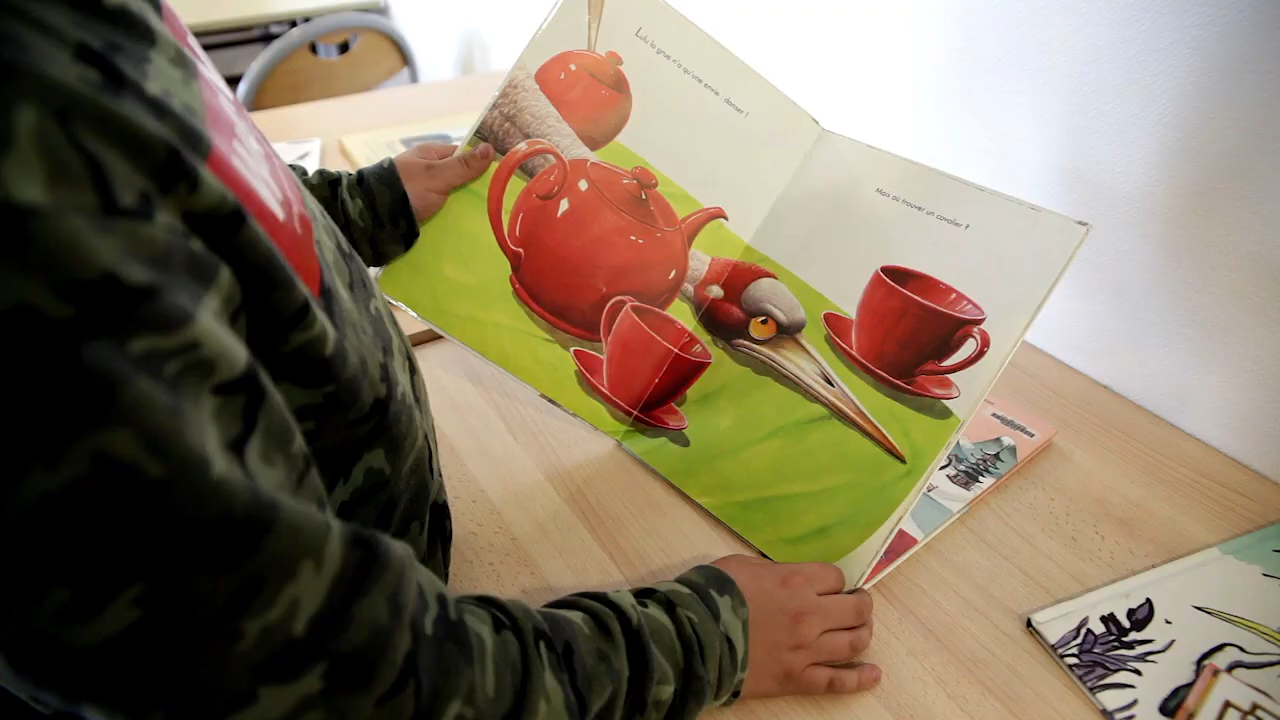 Lulu la grue n'a qu'une envie : danser !
Mais où trouver un cavalier ?